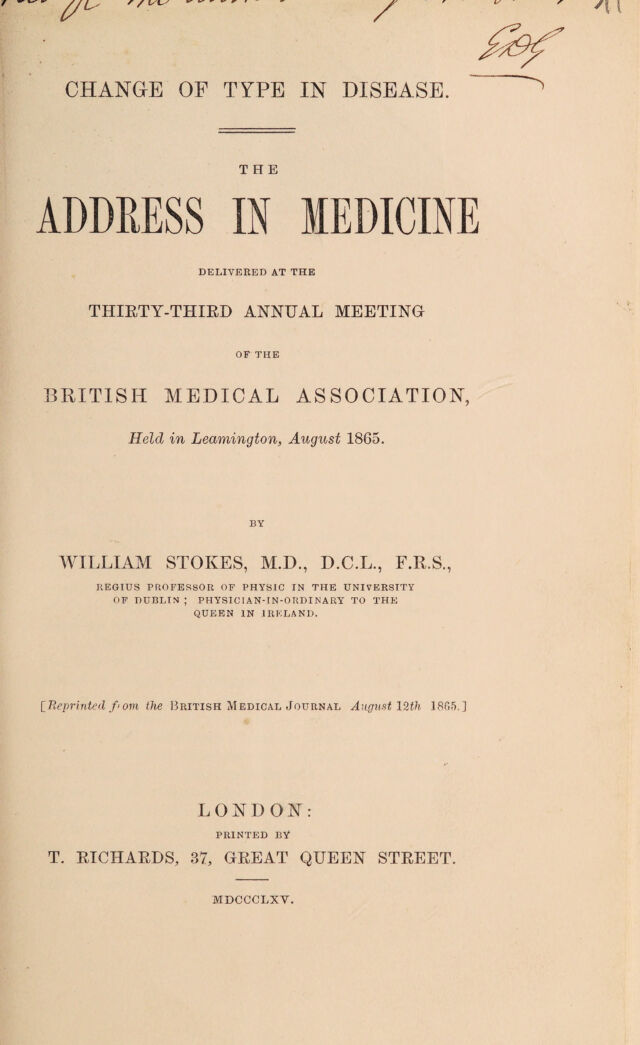 EDG
CHANGE OF TYPE IN DISEASE.
THE
ADDRESS IN MEDICINE
DELIVERED AT THE
THIRTY-THIRD ANNUAL MEETING
OF THE
BRITISH MEDICAL ASSOCIATION,
Held in Leamington, August 1865.
BY
WILLIAM STOKES, M.D., D.C.L., F.R.S.,
REGIUS PROFESSOR OF PHYSIC IN THE UNIVERSITY
OF DUBLIN; PHYSICIAN-IN-ORDINARY TO THE
QUEEN IN IRELAND.
[Reprinted from the BRITISH MEDICAL JOURNAL August 12th 1865.]
LONDON:
PRINTED BY
T. RICHARDS, 37, GREAT QUEEN STREET.
MDCCCLXV.